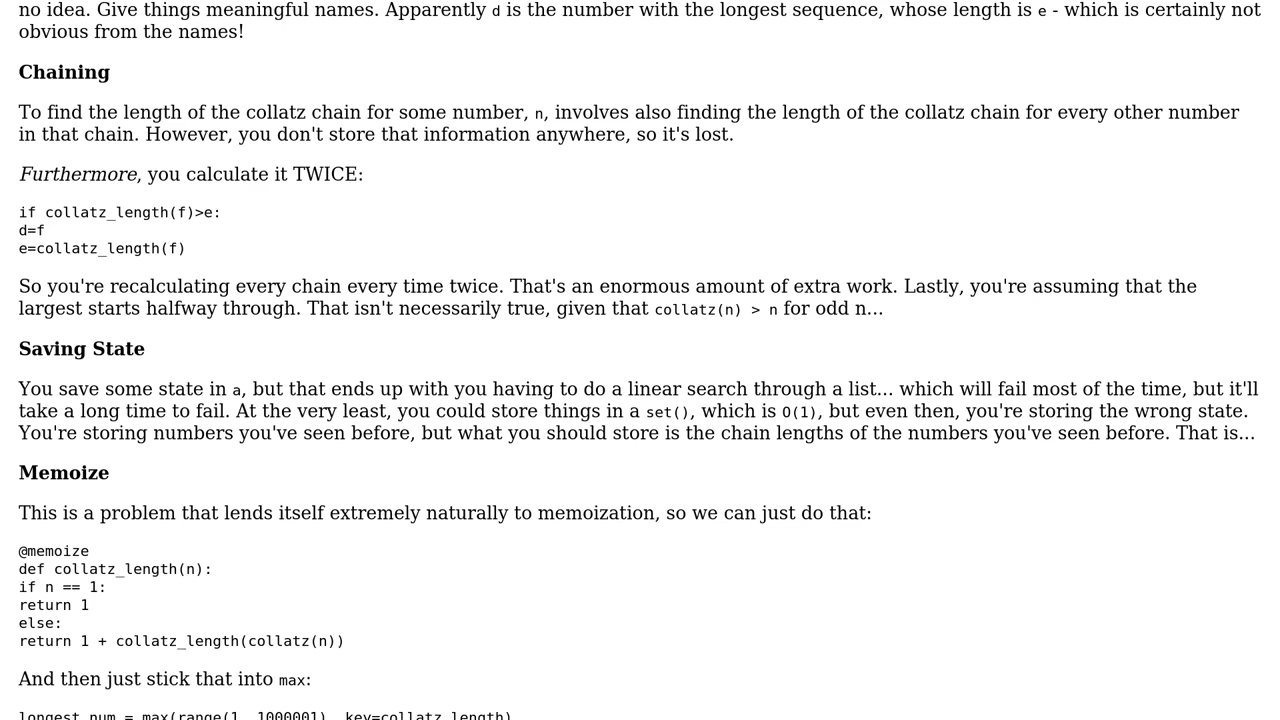 no idea. Give things meaningful names. Apparently d is the number with the longest sequence, whose length is e - which is certainly not
obvious from the names!
Chaining
To find the length of the collatz chain for some number, n, involves also finding the length of the collatz chain for every other number
in that chain. However, you don't store that information anywhere, so it's lost.
Furthermore, you calculate it TWICE:
if collatz_length(f)>e:
d=f
e=collatz_length(f)
So you're recalculating every chain every time twice. That's an enormous amount of extra work. Lastly, you're assuming that the
largest starts halfway through. That isn't necessarily true, given that collatz(n) > n for odd n...
Saving State
You save some state in a, but that ends up with you having to do a linear search through a list... which will fail most of the time, but it'll
take a long time to fail. At the very least, you could store things in a set(), which is O(1), but even then, you're storing the wrong state.
You're storing numbers you've seen before, but what you should store is the chain lengths of the numbers you've seen before. That is...
Memoize
This is a problem that lends itself extremely naturally to memoization, so we can just do that:
@memoize
def collatz_length(n):
if n == 1:
return 1
else:
return 1 + collatz_length(collatz(n))
And then just stick that into max:
longest_num = max(range(1, 1000001), key=collatz_length)